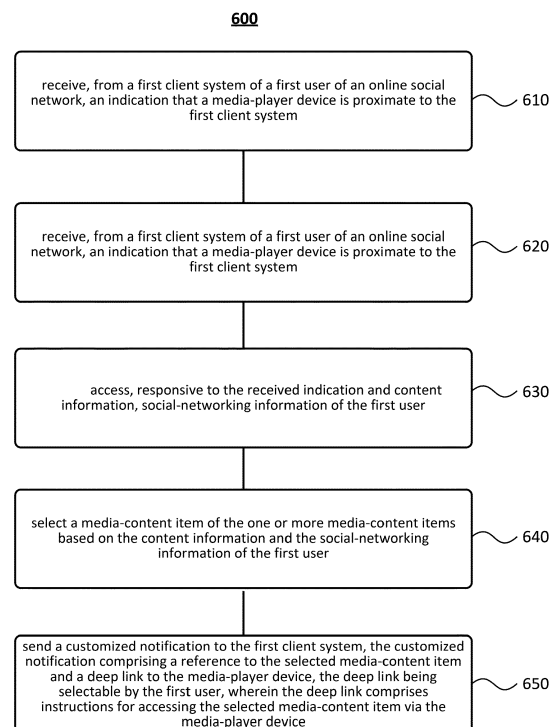 600
receive, from a first client system of a first user of an online social
network, an indication that a media-player device is proximate to the
first client system
610
receive, from a first client system of a first user of an online social
network, an indication that a media-player device is proximate to the
first client system
620
access, responsive to the received indication and content
information, social-networking information of the first user
630
select a media-content item of the one or more media-content items
based on the content information and the social-networking
information of the first user
640
send a customized notification to the first client system, the customized
notification comprising a reference to the selected media-content item
and a deep link to the media-player device, the deep link being
selectable by the first user, wherein the deep link comprises
instructions for accessing the selected media-content item via the
media-player device
650